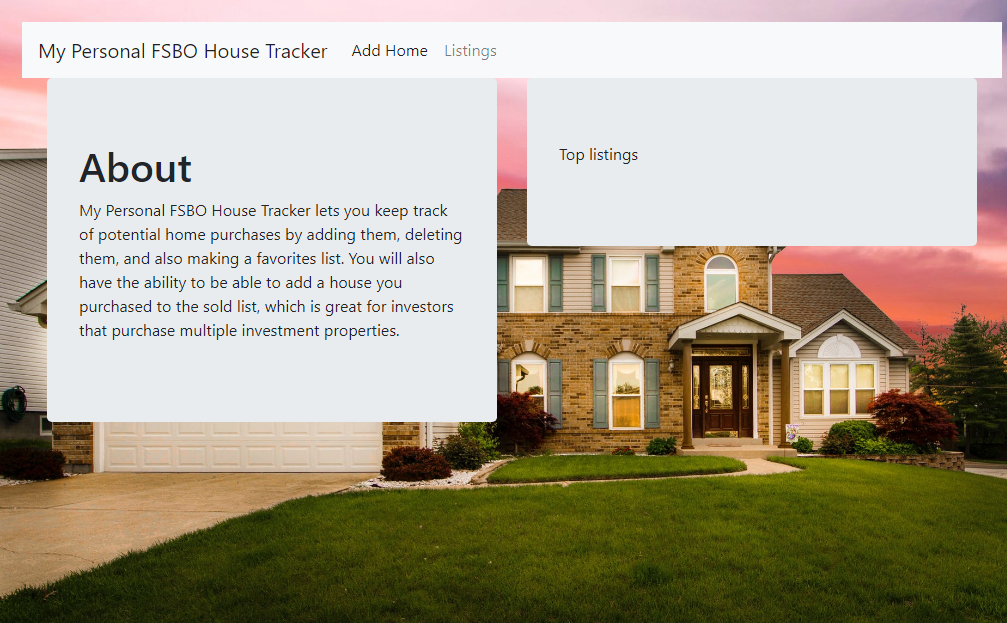 My Personal FSBO House Tracker Add Home Listings
About
My Personal FSBO House Tracker lets you keep track
of potential home purchases by adding them, deleting
them, and also making a favorites list. You will also
have the ability to be able to add a house you
purchased to the sold list, which is great for investors
that purchase multiple investment properties.
Top listings